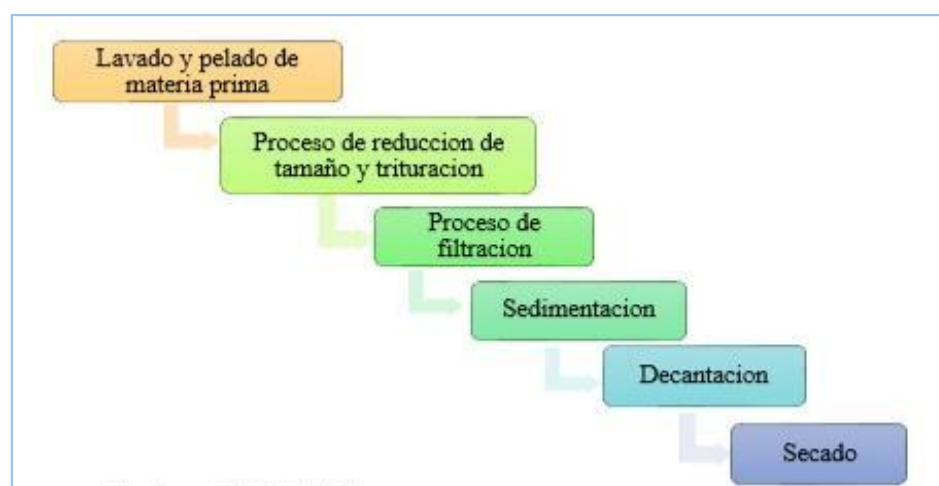 Lavado y pelado de
materia prima
Proceso de reduccion de
tamaño y trituracion
Proceso de
filtracion
Sedimentacion
Decantacion
Secado